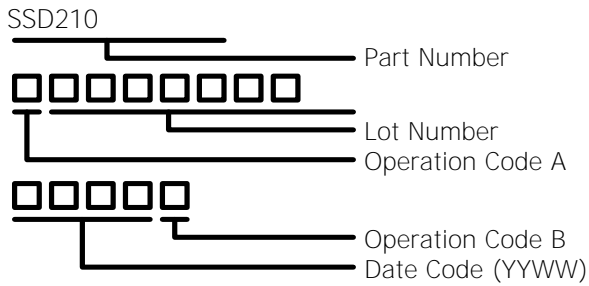 SSD210
Part Number
Lot Number
Operation Code A
Operation Code B
Date Code (YYWW)